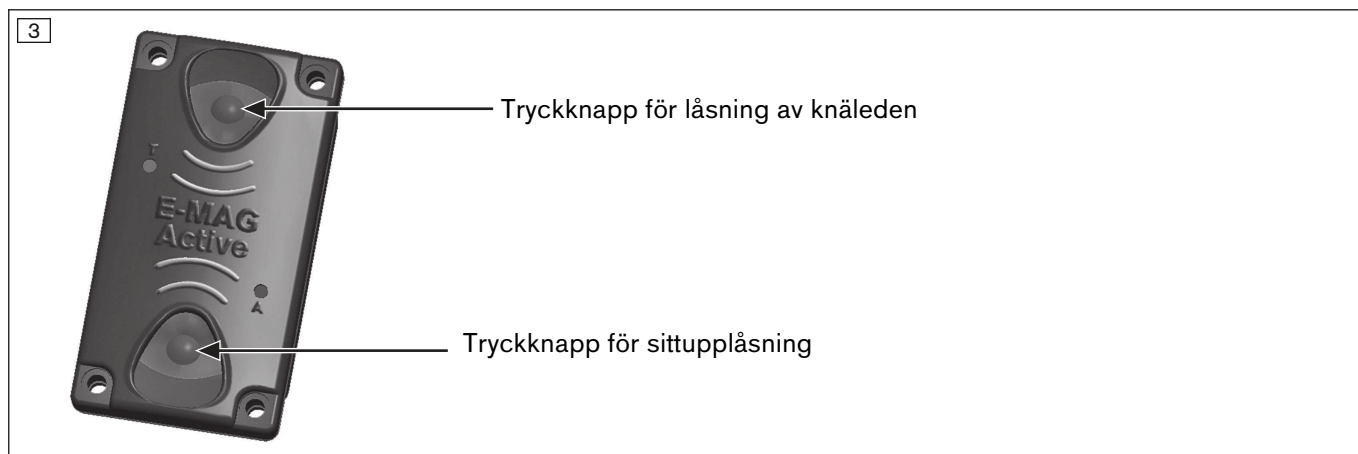 3
Tryckknapp för låsning av knäleden
T
E-MAG
Active
A
Tryckknapp för sittupplåsning